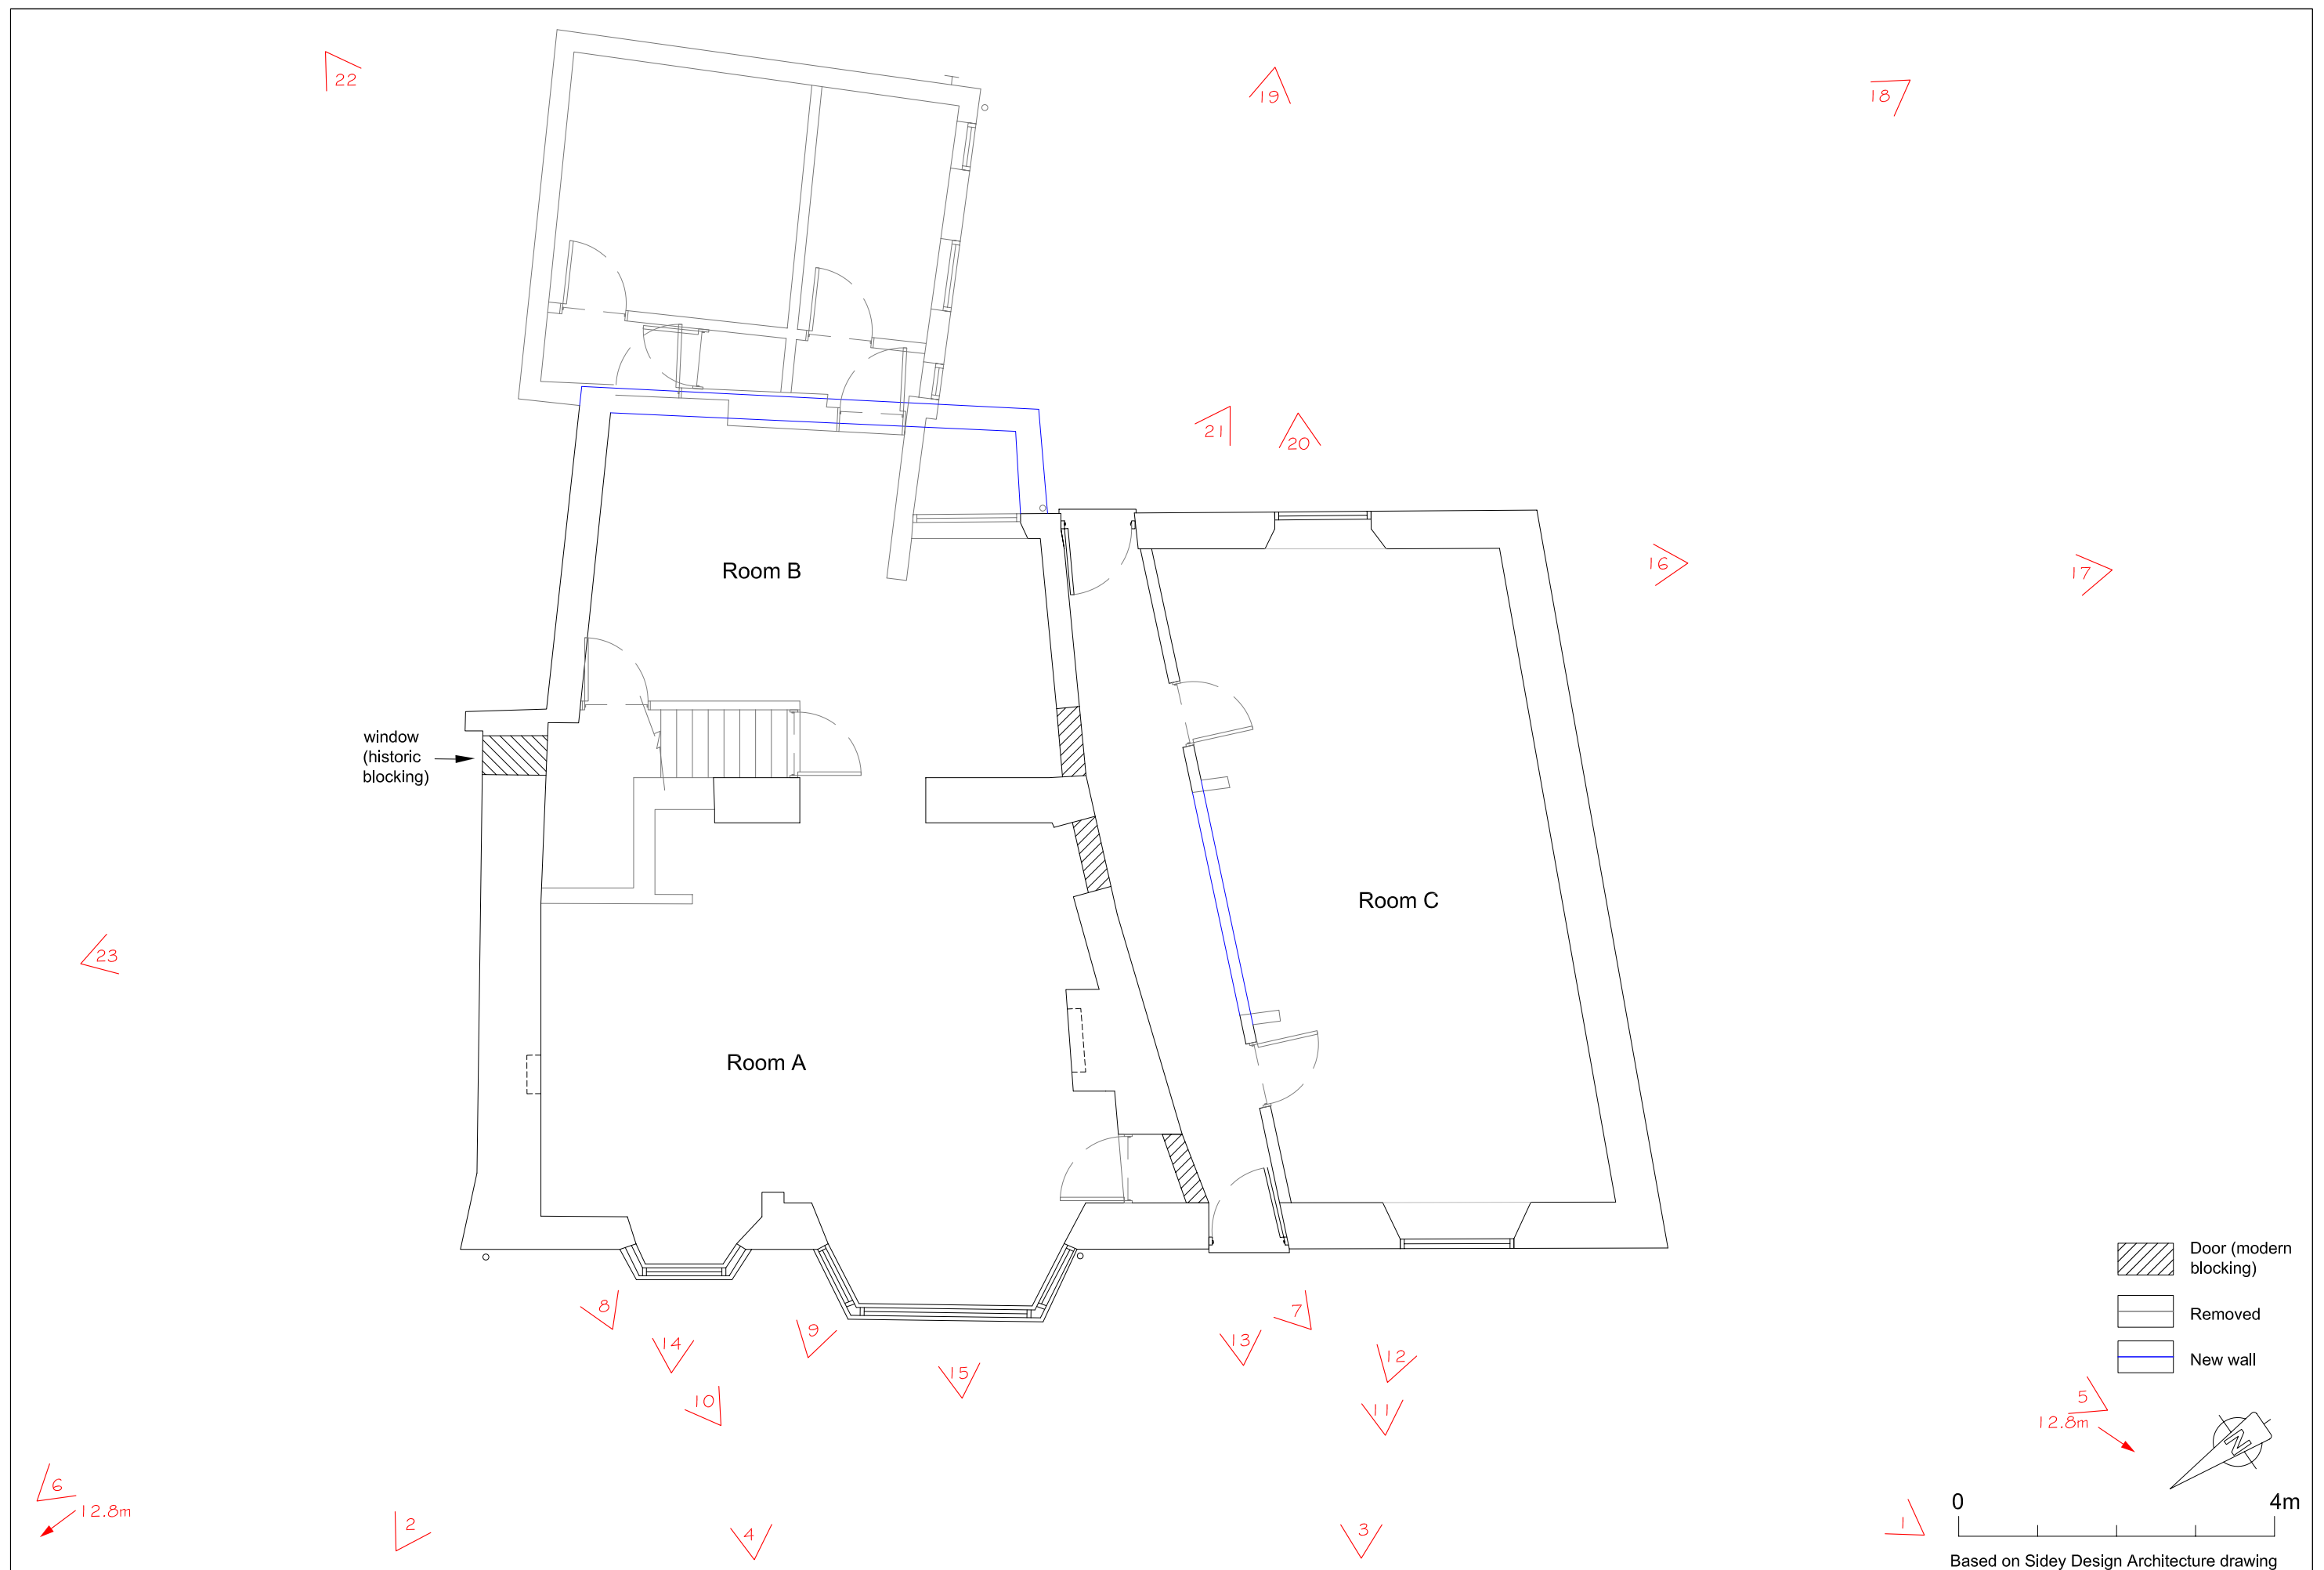 22
19
18
21
20
Room B
16
17
window
(historic
blocking)
Room C
23
Room A
Door (modern
blocking)
8
7
9
Removed
14
13
12
New wall
15
10
11
5
12.8m
N
6
12.8m
0
4m
2
4
3
1
Based on Sidey Design Architecture drawing